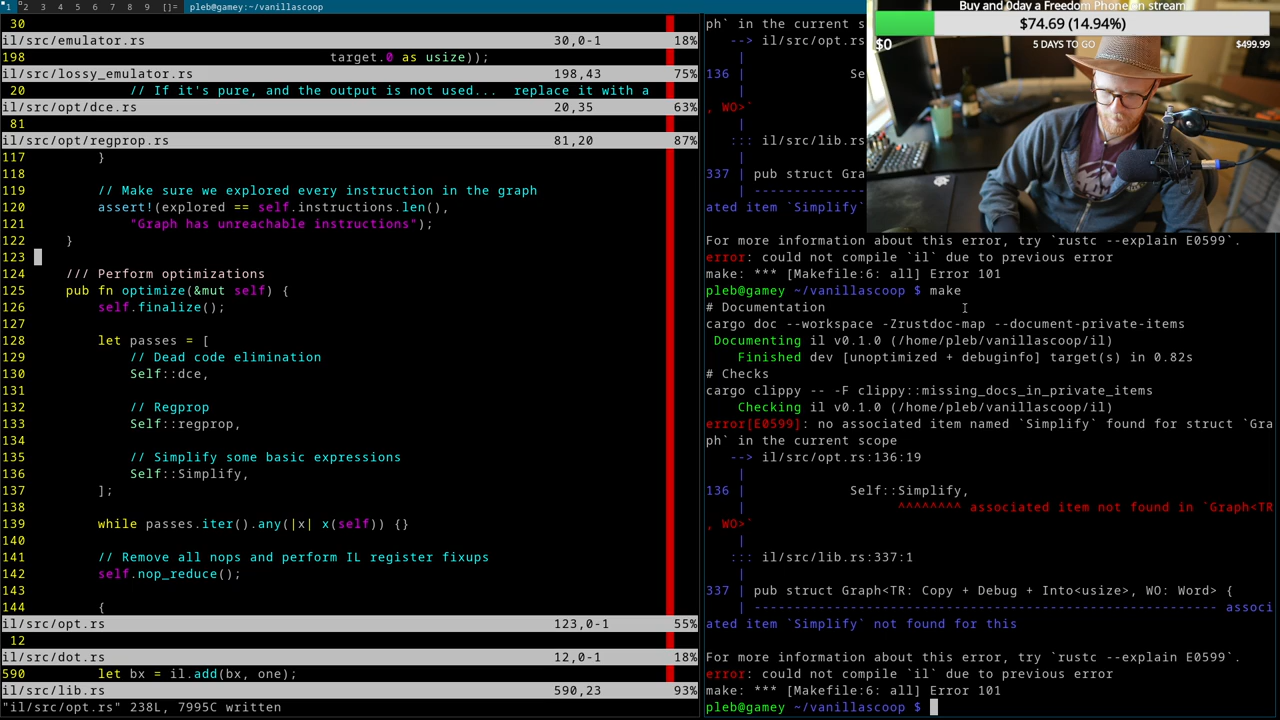 1 2 3 4 5 6 7 8 9 []= pleb@gamey:~/vanillascoop
30
il/src/emulator.rs 30,0-1 18%
198 target.0 as usize));
il/src/lossy_emulator.rs 198,43 75%
20 // If it's pure, and the output is not used... replace it with a
il/src/opt/dce.rs 20,35 63%
81
il/src/opt/regprop.rs 81,20 87%
117 }
118
119 // Make sure we explored every instruction in the graph
120 assert!(explored == self.instructions.len(),
121 "Graph has unreachable instructions");
122 }
123
124 /// Perform optimizations
125 pub fn optimize(&mut self) {
126 self.finalize();
127
128 let passes = [
129 // Dead code elimination
130 Self::dce,
131
132 // Regprop
133 Self::regprop,
134
135 // Simplify some basic expressions
136 Self::Simplify,
137 ];
138
139 while passes.iter().any(|x| x(self)) {}
140
141 // Remove all nops and perform IL register fixups
142 self.nop_reduce();
143
144 {
il/src/opt.rs 123,0-1 55%
12
il/src/dot.rs 12,0-1 18%
590 let bx = il.add(bx, one);
il/src/lib.rs 590,23 93%
"il/src/opt.rs" 238L, 7995C written
ph` in the current s
--> il/src/opt.rs
|
136 | Se
|
, WO>`
|
::: il/src/lib.rs
|
337 | pub struct Gra
| ---------------
ated item `Simplify`
For more information about this error, try `rustc --explain E0599`.
error: could not compile `il` due to previous error
make: *** [Makefile:6: all] Error 101
pleb@gamey ~/vanillascoop $ make
# Documentation
cargo doc --workspace -Zrustdoc-map --document-private-items
Documenting il v0.1.0 (/home/pleb/vanillascoop/il)
Finished dev [unoptimized + debuginfo] target(s) in 0.82s
# Checks
cargo clippy -- -F clippy::missing_docs_in_private_items
Checking il v0.1.0 (/home/pleb/vanillascoop/il)
error[E0599]: no associated item named `Simplify` found for struct `Gra
ph` in the current scope
--> il/src/opt.rs:136:19
|
136 | Self::Simplify,
| ^^^^^^^^ associated item not found in `Graph<TR
, WO>`
|
::: il/src/lib.rs:337:1
|
337 | pub struct Graph<TR: Copy + Debug + Into<usize>, WO: Word> {
| ---------------------------------------------------------- associ
ated item `Simplify` not found for this
For more information about this error, try `rustc --explain E0599`.
error: could not compile `il` due to previous error
make: *** [Makefile:6: all] Error 101
pleb@gamey ~/vanillascoop $
Buy and 0day a Freedom Phone on stream
$74.69 (14.94%)
$0 5 DAYS TO GO $499.99